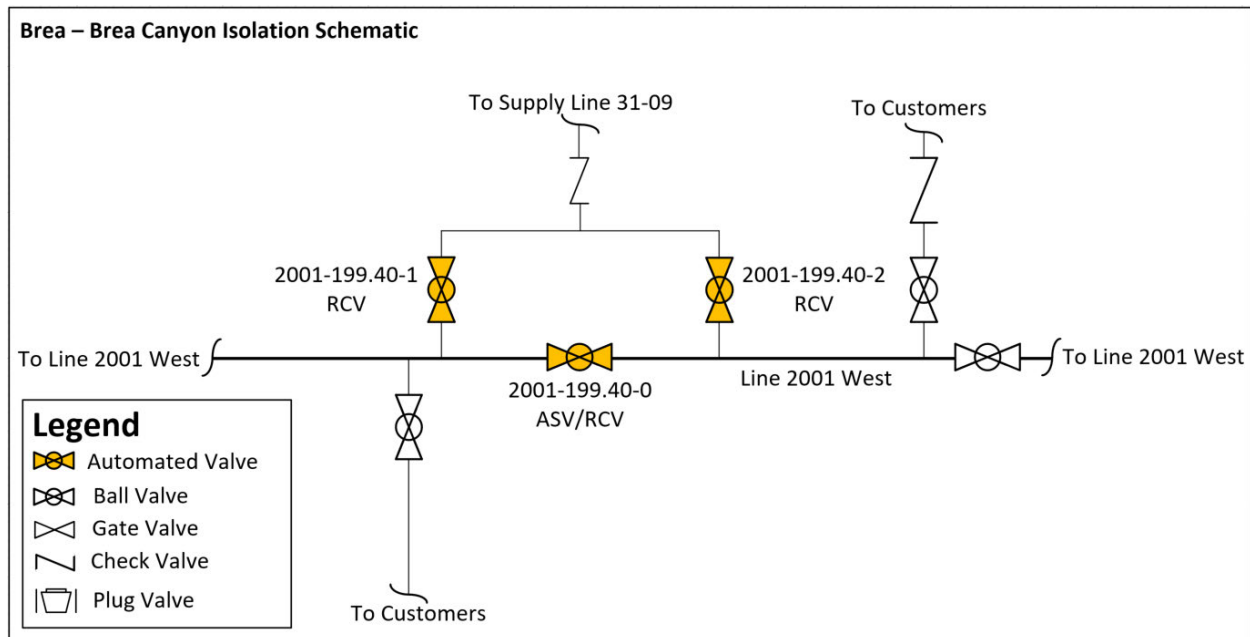 Brea – Brea Canyon Isolation Schematic
To Supply Line 31-09
To Customers
2001-199.40-1
RCV
2001-199.40-2
RCV
To Line 2001 West
To Line 2001 West
Line 2001 West
2001-199.40-0
ASV/RCV
Legend
Automated Valve
Ball Valve
Gate Valve
Check Valve
Plug Valve
To Customers